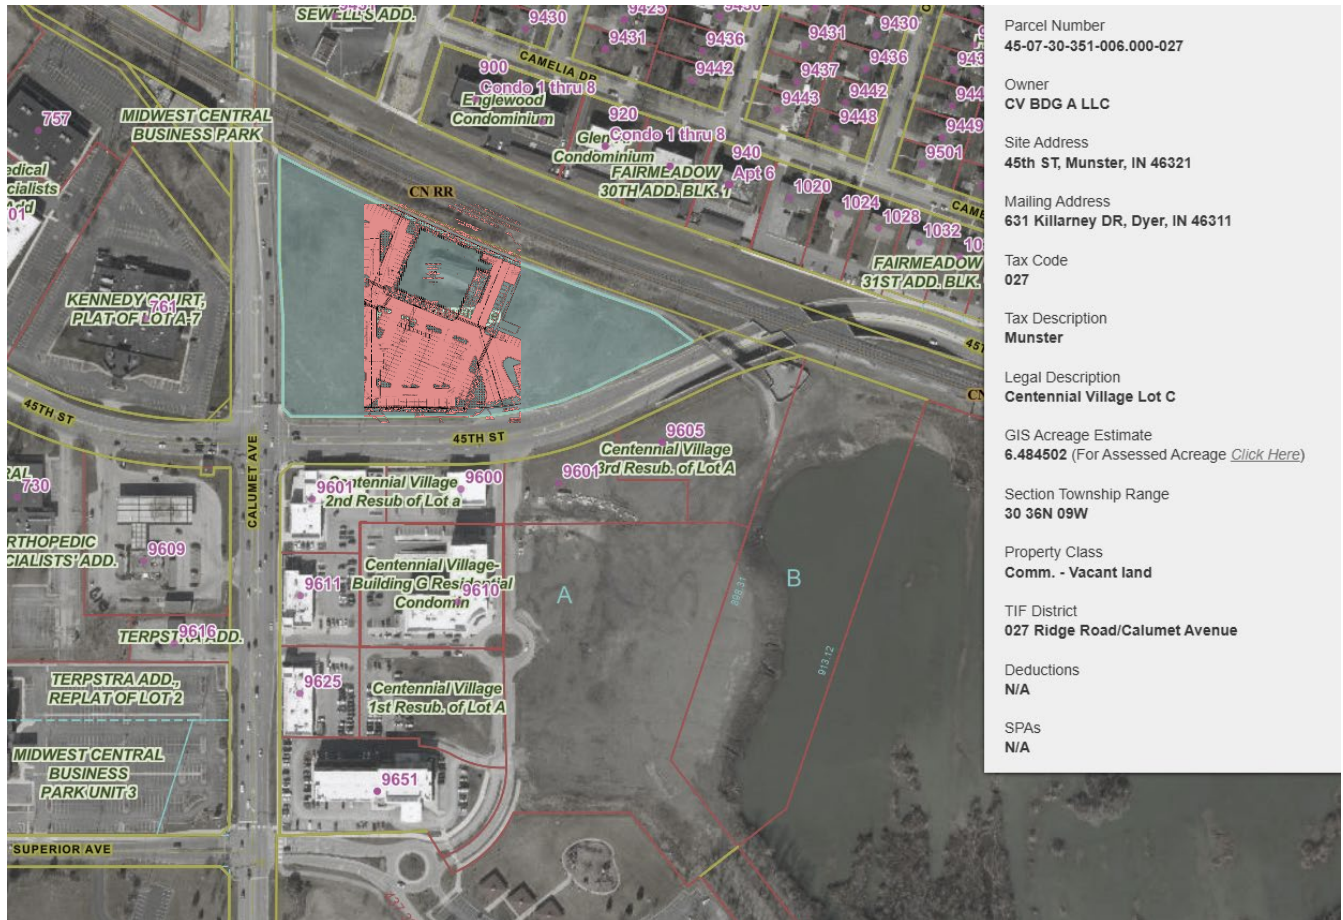 SEWELL'S ADD.
9430
9425
9431
9436
9442
9430
9431
9436
9437
9442
9443
9448
9449
9501
CAMELIA DR
900
Condo 1 thru 8
Englewood
Condominium
920
Condo 1 thru 8
Condominium
940
Apt 6
FAIRMEADOW
30TH ADD. BLK. 1
1020
1024
1028
1032
FAIRMEADOW
31ST ADD. BLK.
757
MIDWEST CENTRAL
BUSINESS PARK
CN RR
KENNEDY COURT,
PLAT OF LOT A-7
761
45TH ST
45TH ST
CALUMET AVE
730
9609
TERPSTRA ADD.
9616
TERPSTRA ADD.,
REPLAT OF LOT 2
MIDWEST CENTRAL
BUSINESS
PARK UNIT 3
SUPERIOR AVE
9601
9600
Centennial Village
2nd Resub of Lot a
9605
Centennial Village
3rd Resub. of Lot A
9601
9611
Centennial Village-
Building G Residential
Condomin
9610
9625
Centennial Village
1st Resub. of Lot A
9651
A
B
898.31
913.12
Parcel Number
45-07-30-351-006.000-027
Owner
CV BDG A LLC
Site Address
45th ST, Munster, IN 46321
Mailing Address
631 Killarney DR, Dyer, IN 46311
Tax Code
027
Tax Description
Munster
Legal Description
Centennial Village Lot C
GIS Acreage Estimate
6.484502 (For Assessed Acreage Click Here)
Section Township Range
30 36N 09W
Property Class
Comm. - Vacant land
TIF District
027 Ridge Road/Calumet Avenue
Deductions
N/A
SPAs
N/A